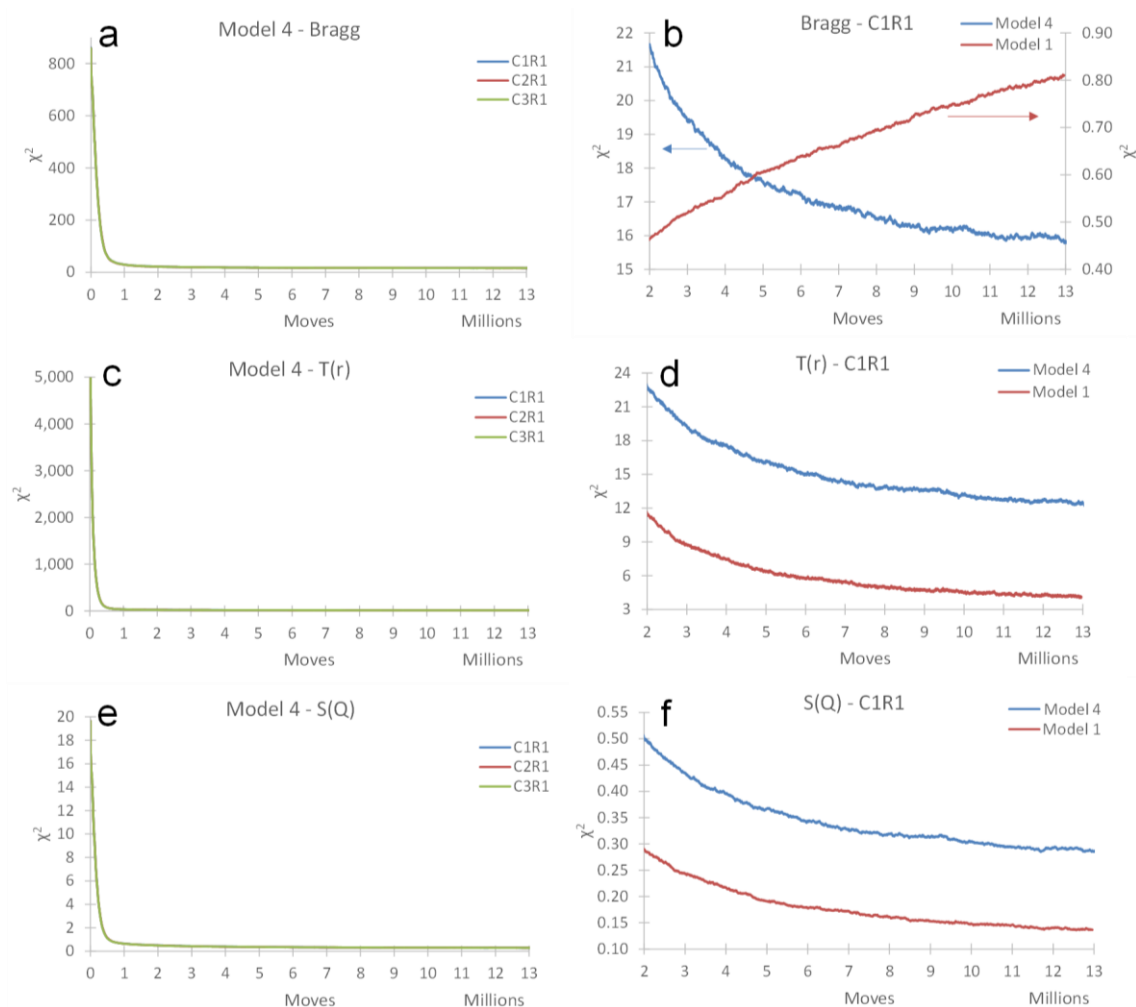 a
Model 4 - Bragg
C1R1
C2R1
C3R1
800
600
400
200
0
χ²
0 1 2 3 4 5 6 7 8 9 10 11 12 13
Moves Millions
b
Bragg - C1R1
Model 4
Model 1
22
21
20
19
18
17
16
15
χ²
0.90
0.80
0.70
0.60
0.50
0.40
χ²
2 3 4 5 6 7 8 9 10 11 12 13
Moves Millions
c
Model 4 - T(r)
C1R1
C2R1
C3R1
5,000
4,000
3,000
2,000
1,000
0
χ²
0 1 2 3 4 5 6 7 8 9 10 11 12 13
Moves Millions
d
T(r) - C1R1
Model 4
Model 1
24
21
18
15
12
9
6
3
χ²
2 3 4 5 6 7 8 9 10 11 12 13
Moves Millions
e
Model 4 - S(Q)
C1R1
C2R1
C3R1
20
18
16
14
12
10
8
6
4
2
0
χ²
0 1 2 3 4 5 6 7 8 9 10 11 12 13
Moves Millions
f
S(Q) - C1R1
Model 4
Model 1
0.55
0.50
0.45
0.40
0.35
0.30
0.25
0.20
0.15
0.10
χ²
2 3 4 5 6 7 8 9 10 11 12 13
Moves Millions